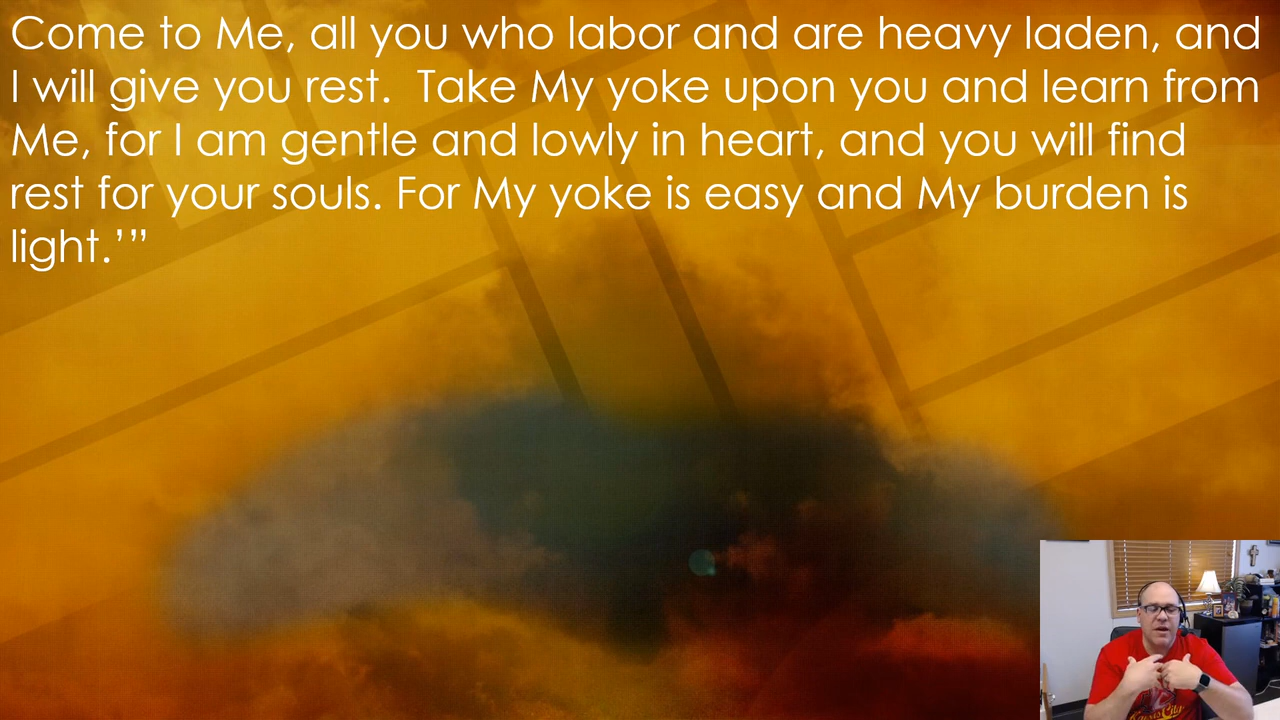 Come to Me, all you who labor and are heavy laden, and
I will give you rest.  Take My yoke upon you and learn from
Me, for I am gentle and lowly in heart, and you will find
rest for your souls. For My yoke is easy and My burden is
light.’”
Kansas City